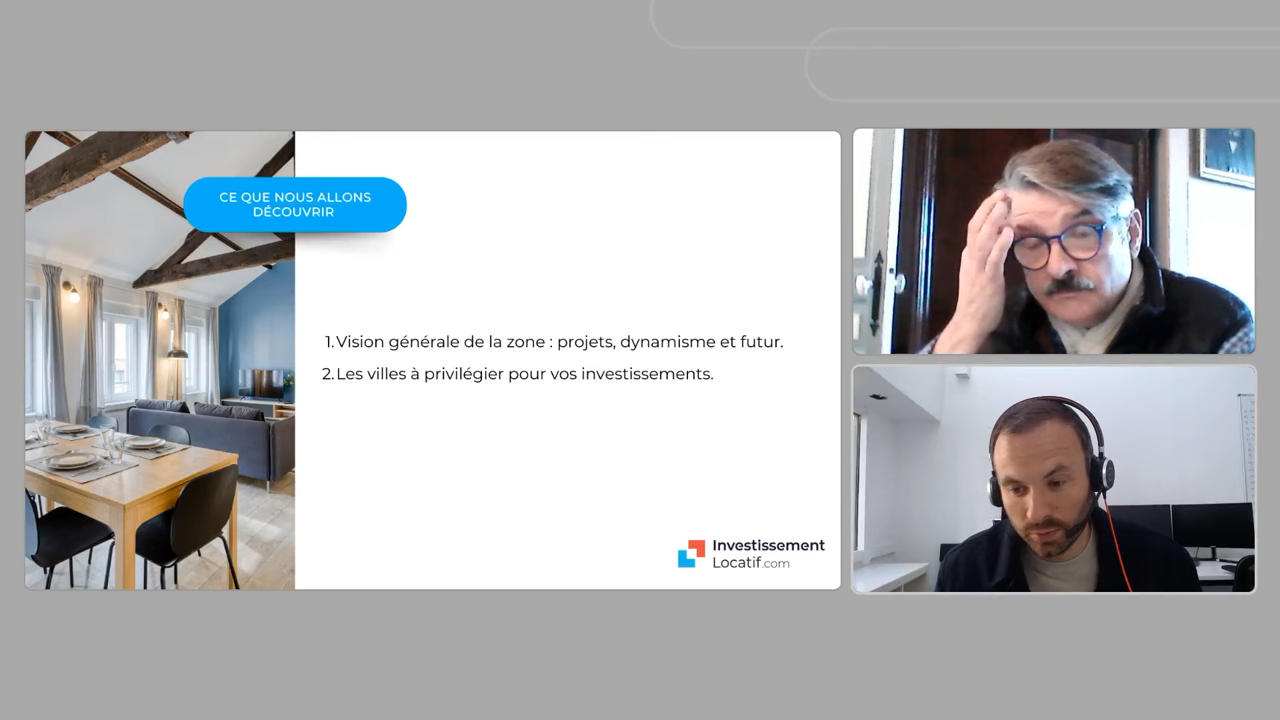 CE QUE NOUS ALLONS
DÉCOUVRIR
1.Vision générale de la zone : projets, dynamisme et futur.
2.Les villes à privilégier pour vos investissements.
Investissement
Locatif.com